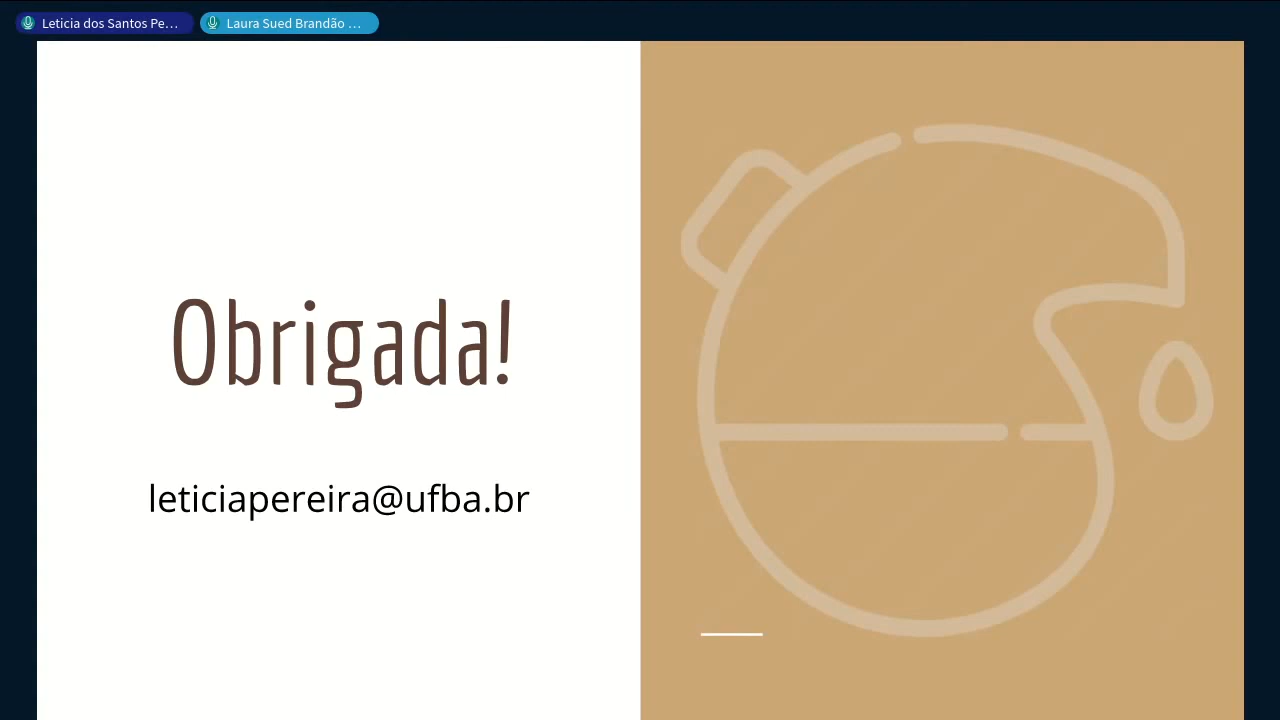 Leticia dos Santos Pe...
Laura Sued Brandão ...
Obrigada!
leticiapereira@ufba.br